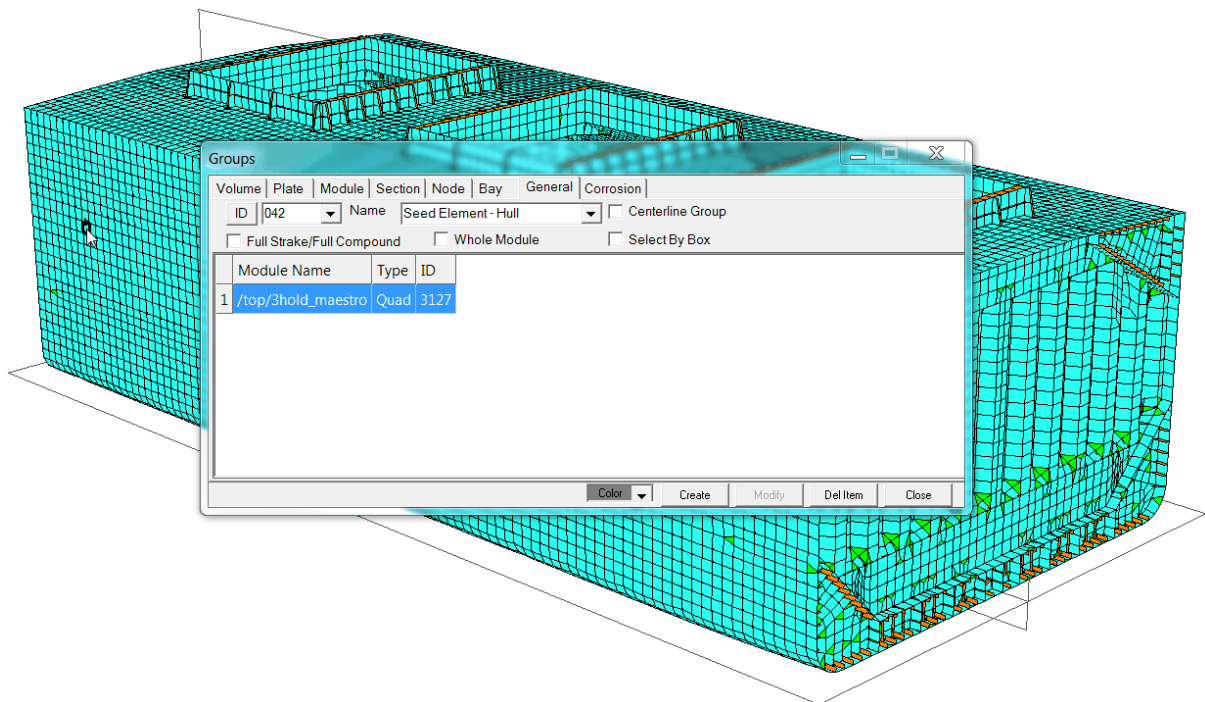 Groups
Volume Plate Module Section Node Bay General Corrosion
ID 042 Name Seed Element - Hull Centerline Group
Full Strake/Full Compound Whole Module Select By Box
Module Name Type ID
1 /top/3hold_maestro Quad 3127
Color Create Modify Del Item Close